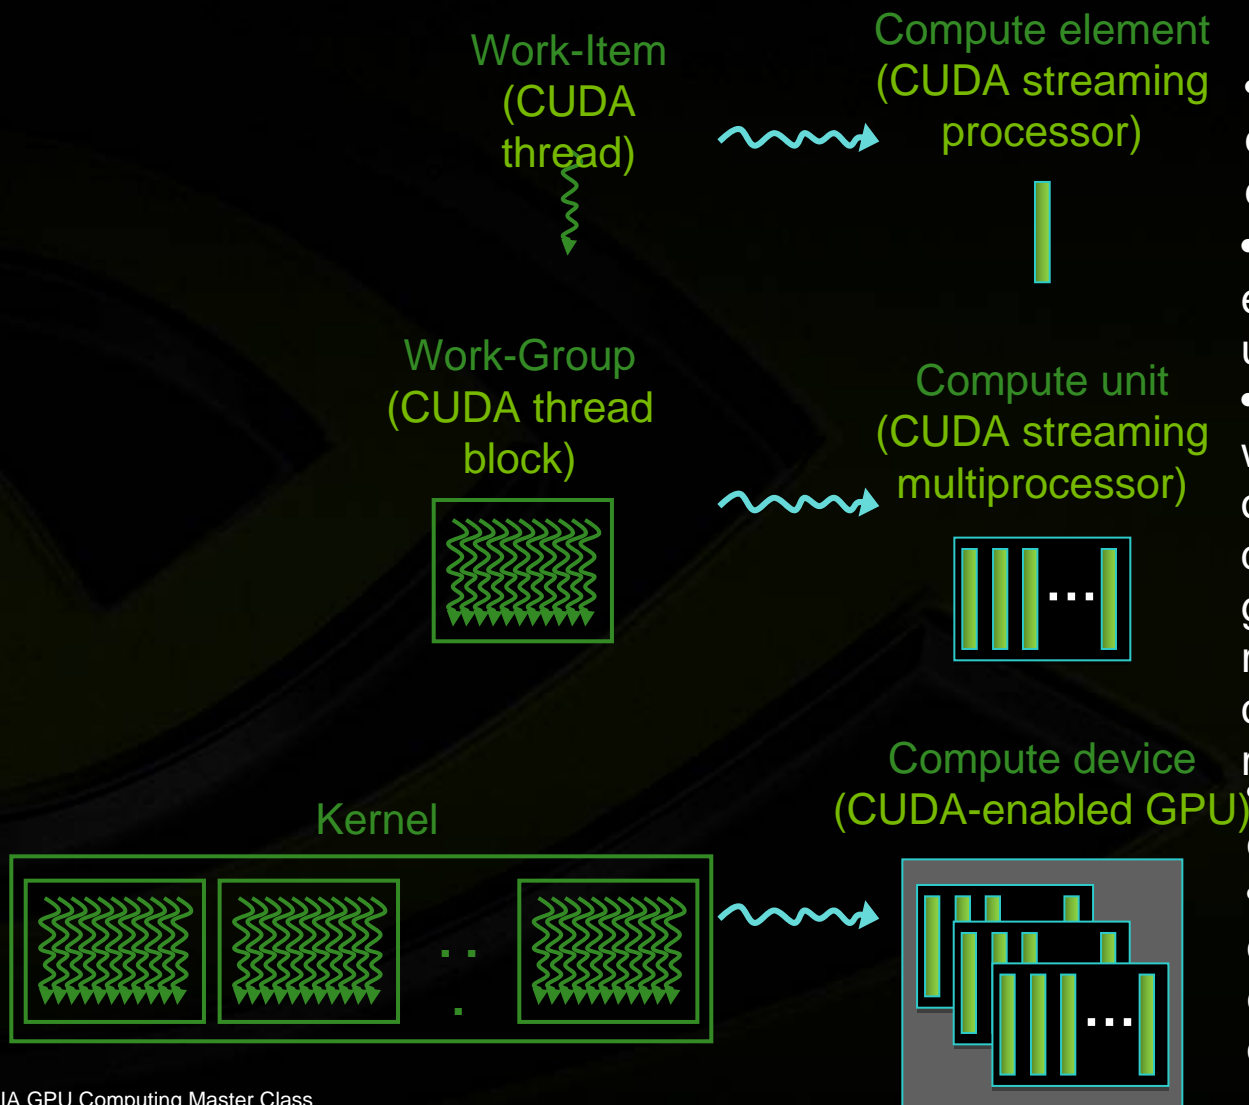 Work-Item
(CUDA
thread)
Compute element
(CUDA streaming
processor)
Work-Group
(CUDA thread
block)
Compute unit
(CUDA streaming
multiprocessor)
...
Kernel
. .
.
Compute device
(CUDA-enabled GPU)
...
GPU Computing Master Class